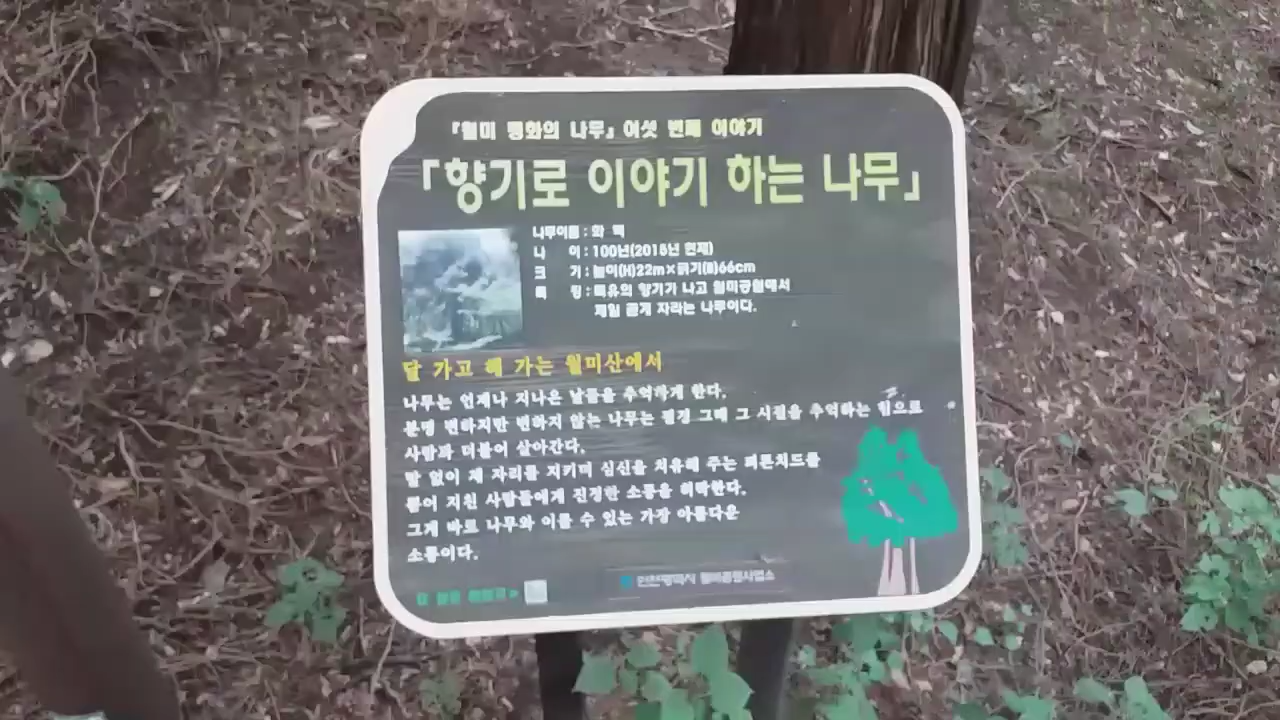 『월미 평화의 나무』 여섯 번째 이야기
「향기로 이야기 하는 나무」
나무이름 : 화 백
나 이 : 100년(2015년 현재)
크 기 : 높이(H)22m×굵기(B)66cm
특 징 : 특유의 향기가 나고 월미공원에서
제일 곧게 자라는 나무이다.
달 가고 해 가는 월미산에서
나무는 언제나 지나온 날들을 추억하게 한다.
분명 변하지만 변하지 않는 나무는 필경 그때 그 시절을 추억하는 힘으로
사람과 더불어 살아간다.
말 없이 제 자리를 지키며 심신을 치유해 주는 피톤치드를
뿜어 지친 사람들에게 진정한 소통을 허락한다.
그게 바로 나무와 이룰 수 있는 가장 아름다운
소통이다.
인천광역시 월미공원사업소